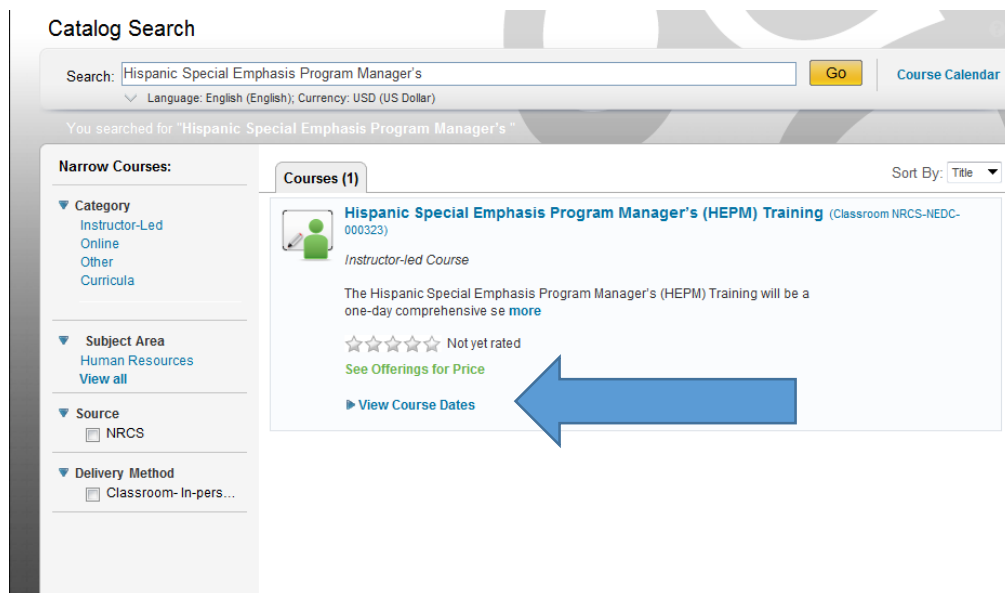 Catalog Search
Search: Hispanic Special Emphasis Program Manager's
Go
Course Calendar
Language: English (English); Currency: USD (US Dollar)
You searched for "Hispanic Special Emphasis Program Manager's "
Narrow Courses:
Category
Instructor-Led
Online
Other
Curricula
Subject Area
Human Resources
View all
Source
NRCS
Delivery Method
Classroom- In-pers...
Courses (1)
Sort By: Title
Hispanic Special Emphasis Program Manager's (HEPM) Training (Classroom NRCS-NEDC-
000323)
Instructor-led Course
The Hispanic Special Emphasis Program Manager's (HEPM) Training will be a
one-day comprehensive se more
Not yet rated
See Offerings for Price
View Course Dates